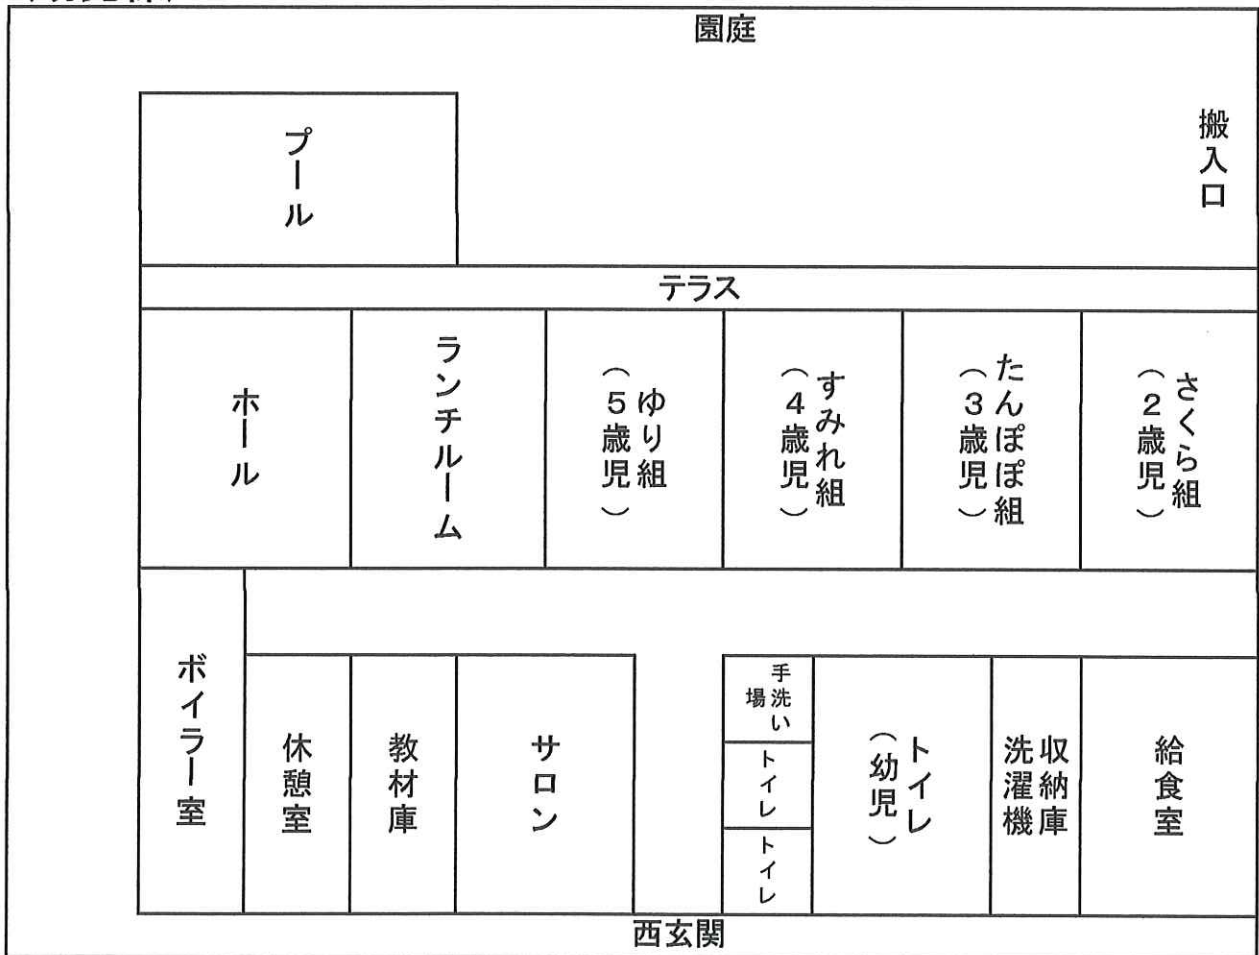 園庭
搬入口
プール
テラス
ホール
ランチルーム
ゆり組
（5歳児）
すみれ組
（4歳児）
たんぽぽ組
（3歳児）
さくら組
（2歳児）
ボイラー室
休憩室
教材庫
サロン
手洗い
場
トイレ
トイレ
トイレ
（幼児）
収納庫
洗濯機
給食室
西玄関